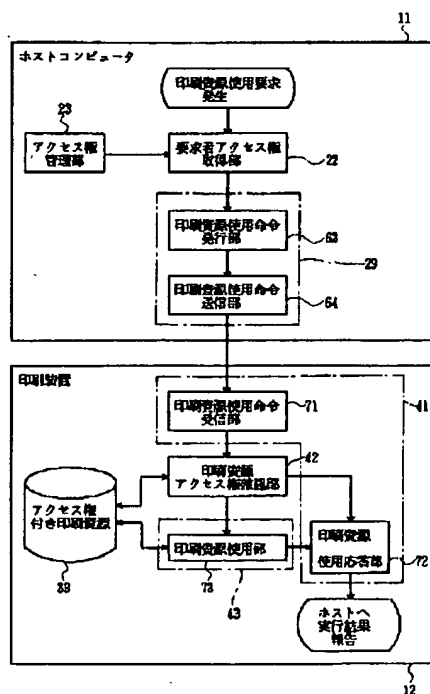 11
ホストコンピュータ
印刷資源使用要求
発生
23
アクセス権
管理部
要求者アクセス権
取得部
22
印刷資源使用命令
発行部
63
29
印刷資源使用命令
送信部
64
印刷装置
印刷資源使用命令
受信部
71
41
印刷資源
アクセス権確認部
42
アクセス権
付き印刷資源
39
印刷資源使用部
73
43
印刷資源
使用応答部
72
ホストへ
実行結果
報告
12